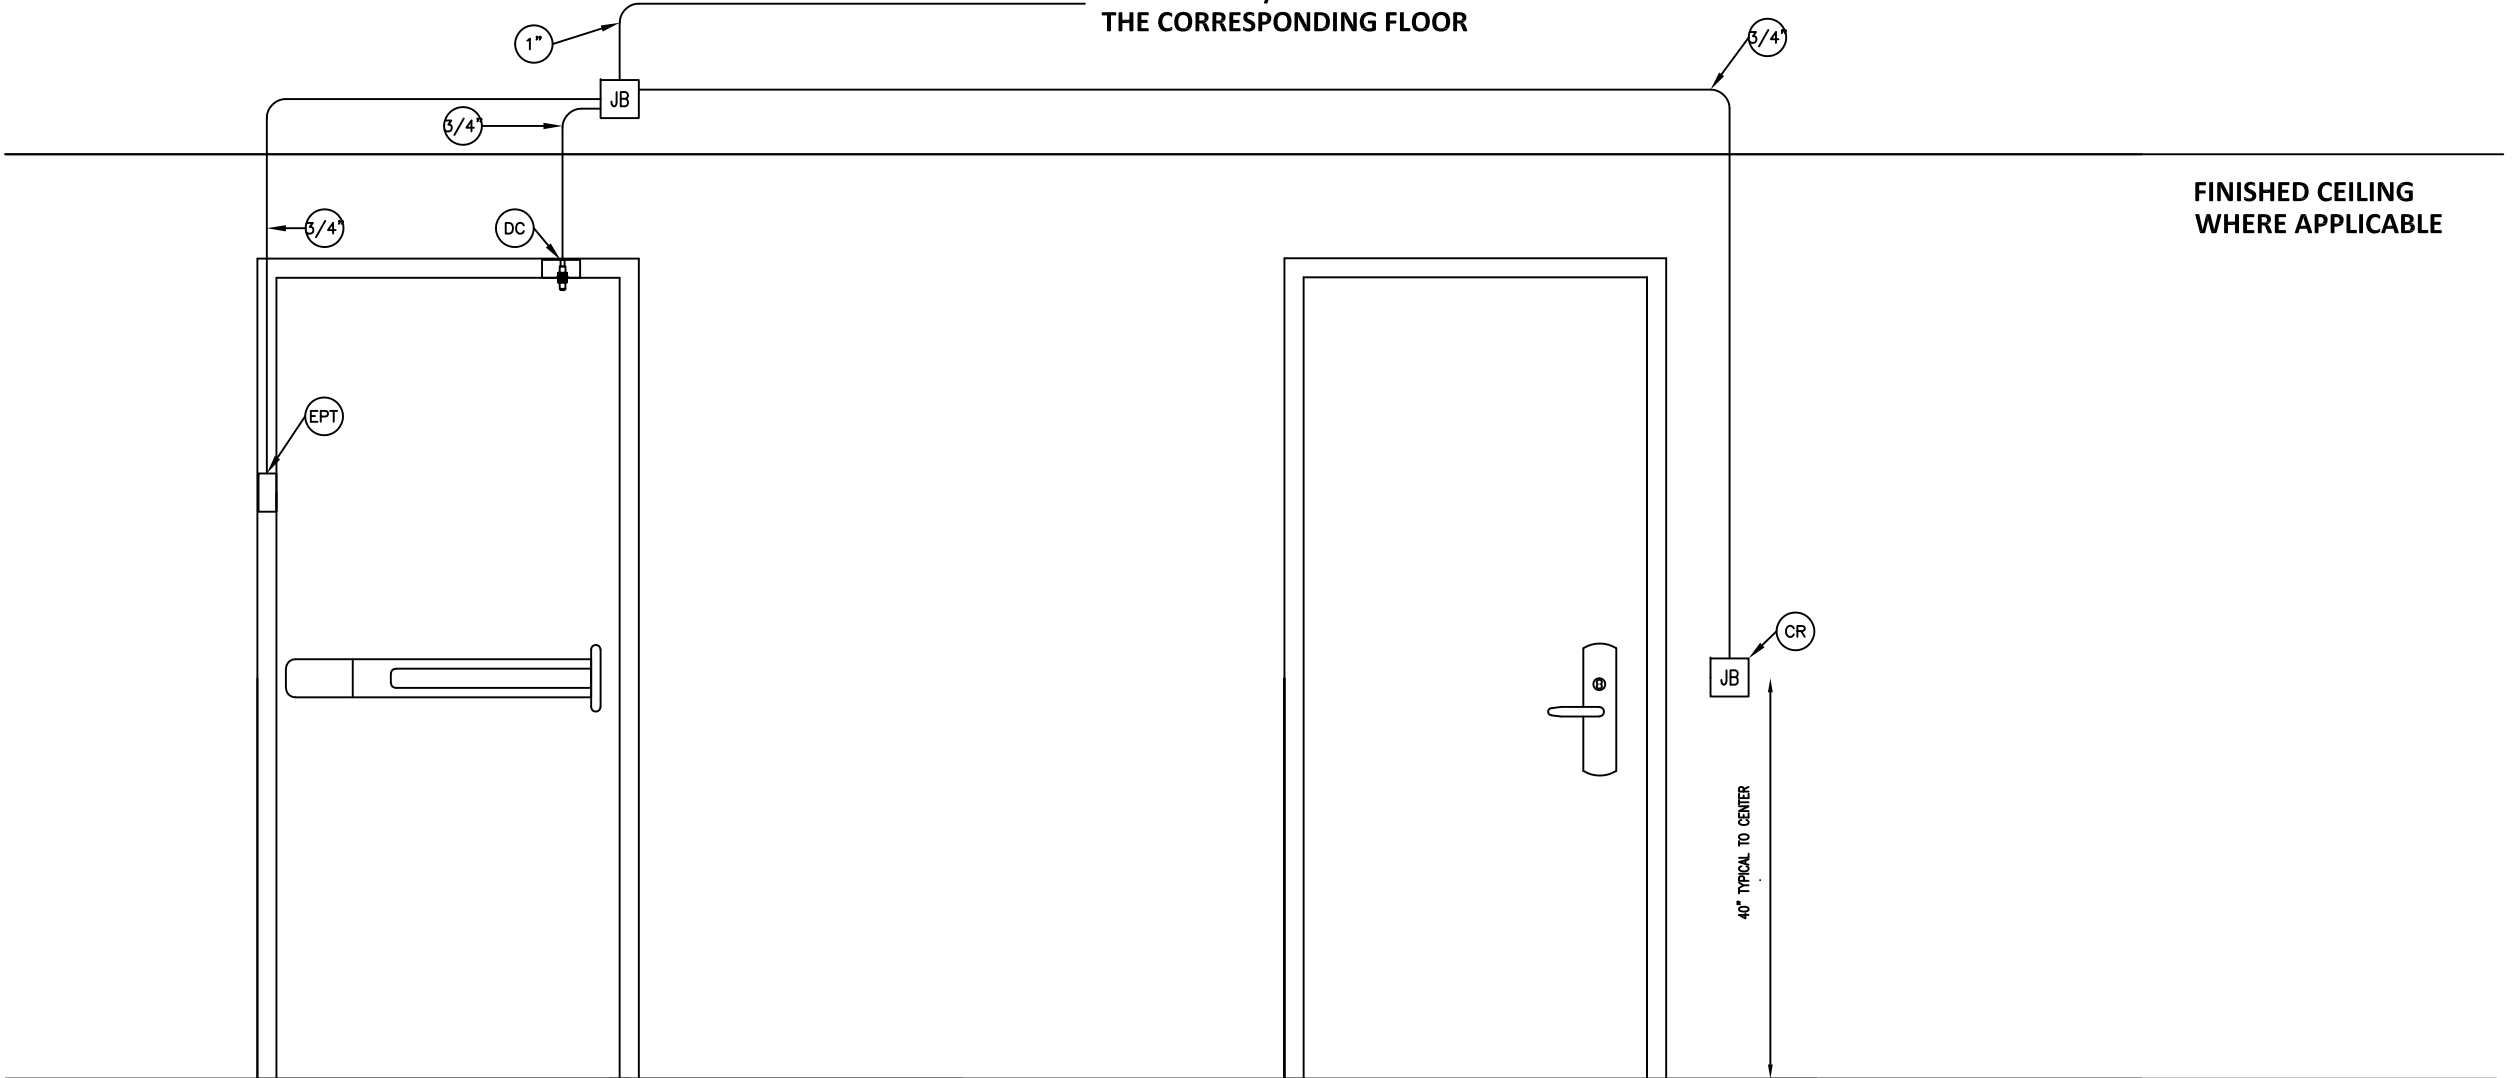 THE CORRESPONDING FLOOR
1"
3/4"
JB
3/4"
FINISHED CEILING
WHERE APPLICABLE
3/4"
DC
EPT
CR
JB
40" TYPICAL TO CENTER